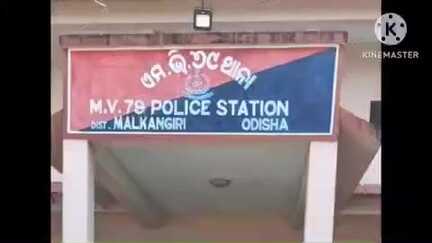 ଏମ.ଭି.୭୯ ଥାନା
M.V.79 POLICE STATION
DIST. MALKANGIRI ODISHA
KINEMASTER